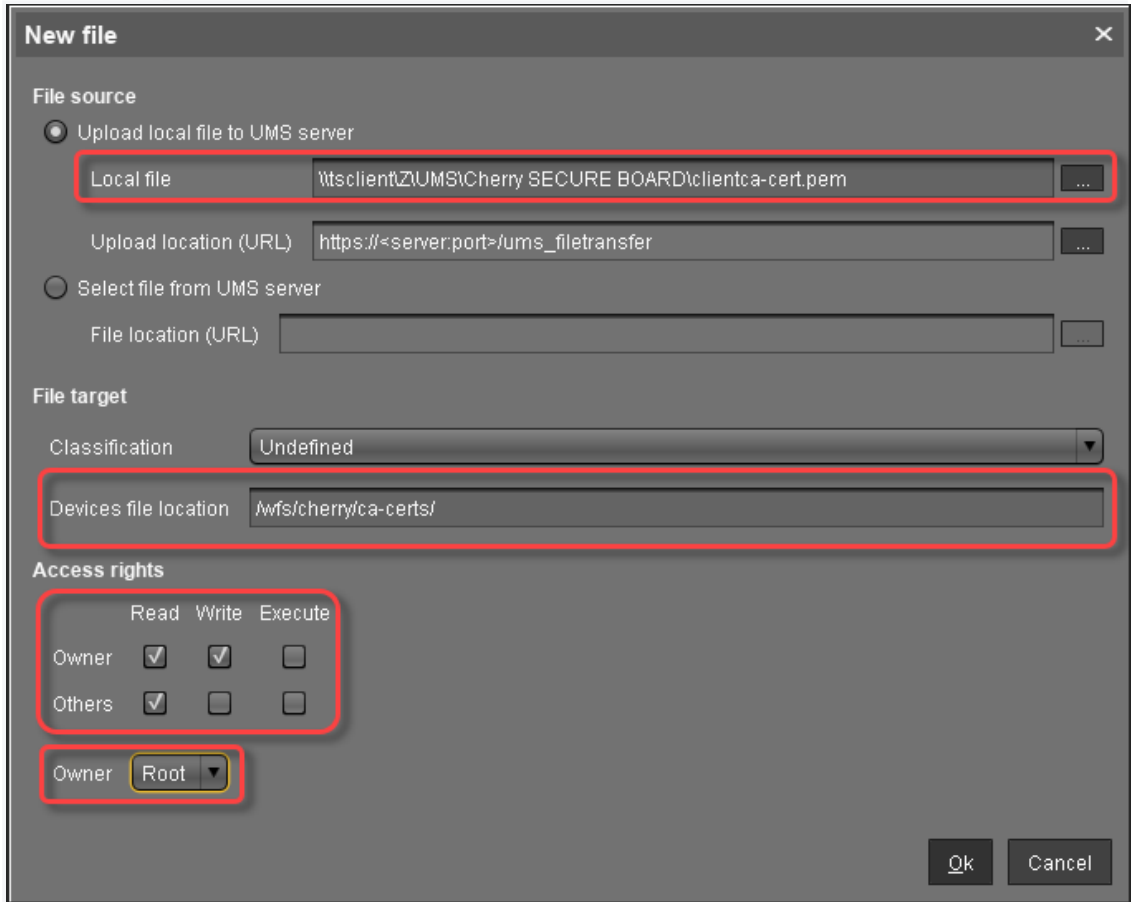 New file
File source
Upload local file to UMS server
Local file \\tsclient\Z\UMS\Cherry SECURE BOARD\clientca-cert.pem ...
Upload location (URL) https://<server:port>/ums_filetransfer ...
Select file from UMS server
File location (URL) ...
File target
Classification Undefined
Devices file location /wfs/cherry/ca-certs/
Access rights
Read Write Execute
Owner
Others
Owner Root
Ok Cancel